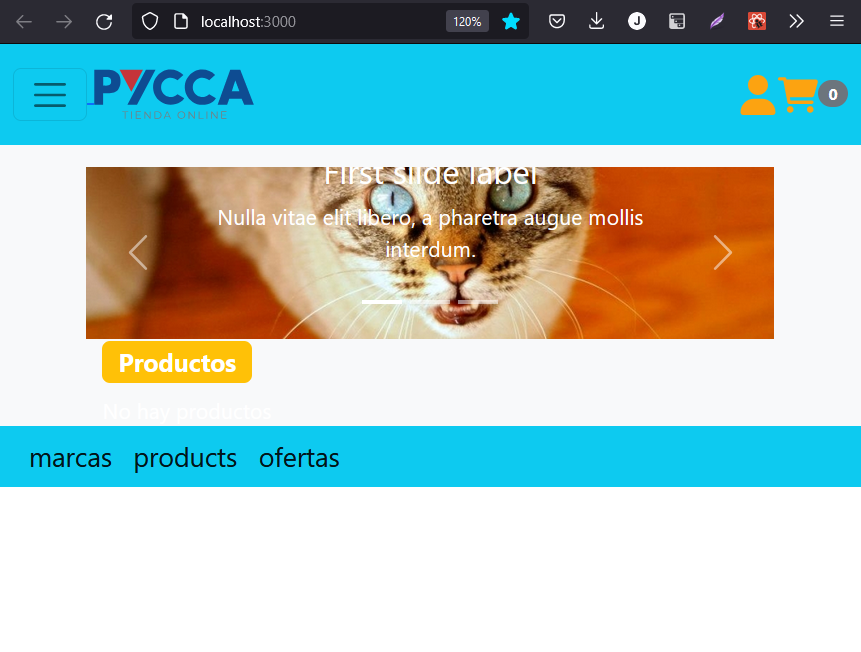 localhost:3000
120%
J
PYCCA
TIENDA ONLINE
0
First slide label
Nulla vitae elit libero, a pharetra augue mollis
interdum.
Productos
No hay productos
marcas products ofertas